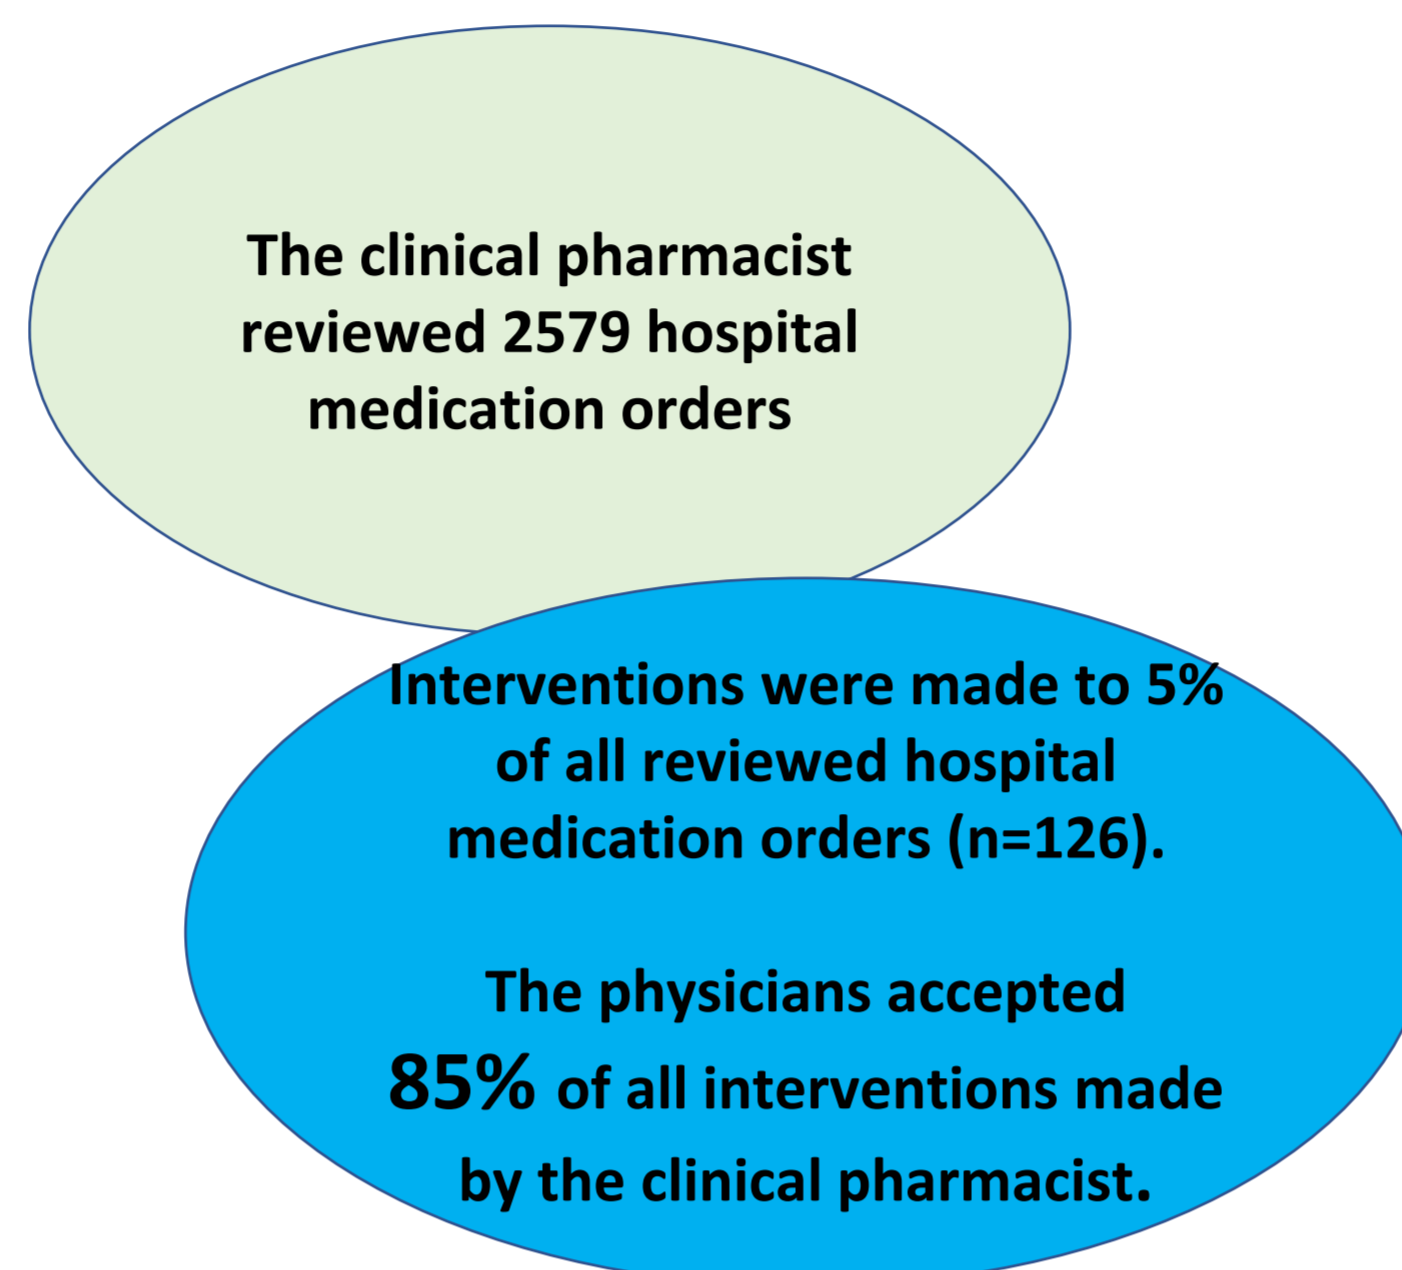 The clinical pharmacist
reviewed 2579 hospital
medication orders
Interventions were made to 5%
of all reviewed hospital
medication orders (n=126).
The physicians accepted
85% of all interventions made
by the clinical pharmacist.